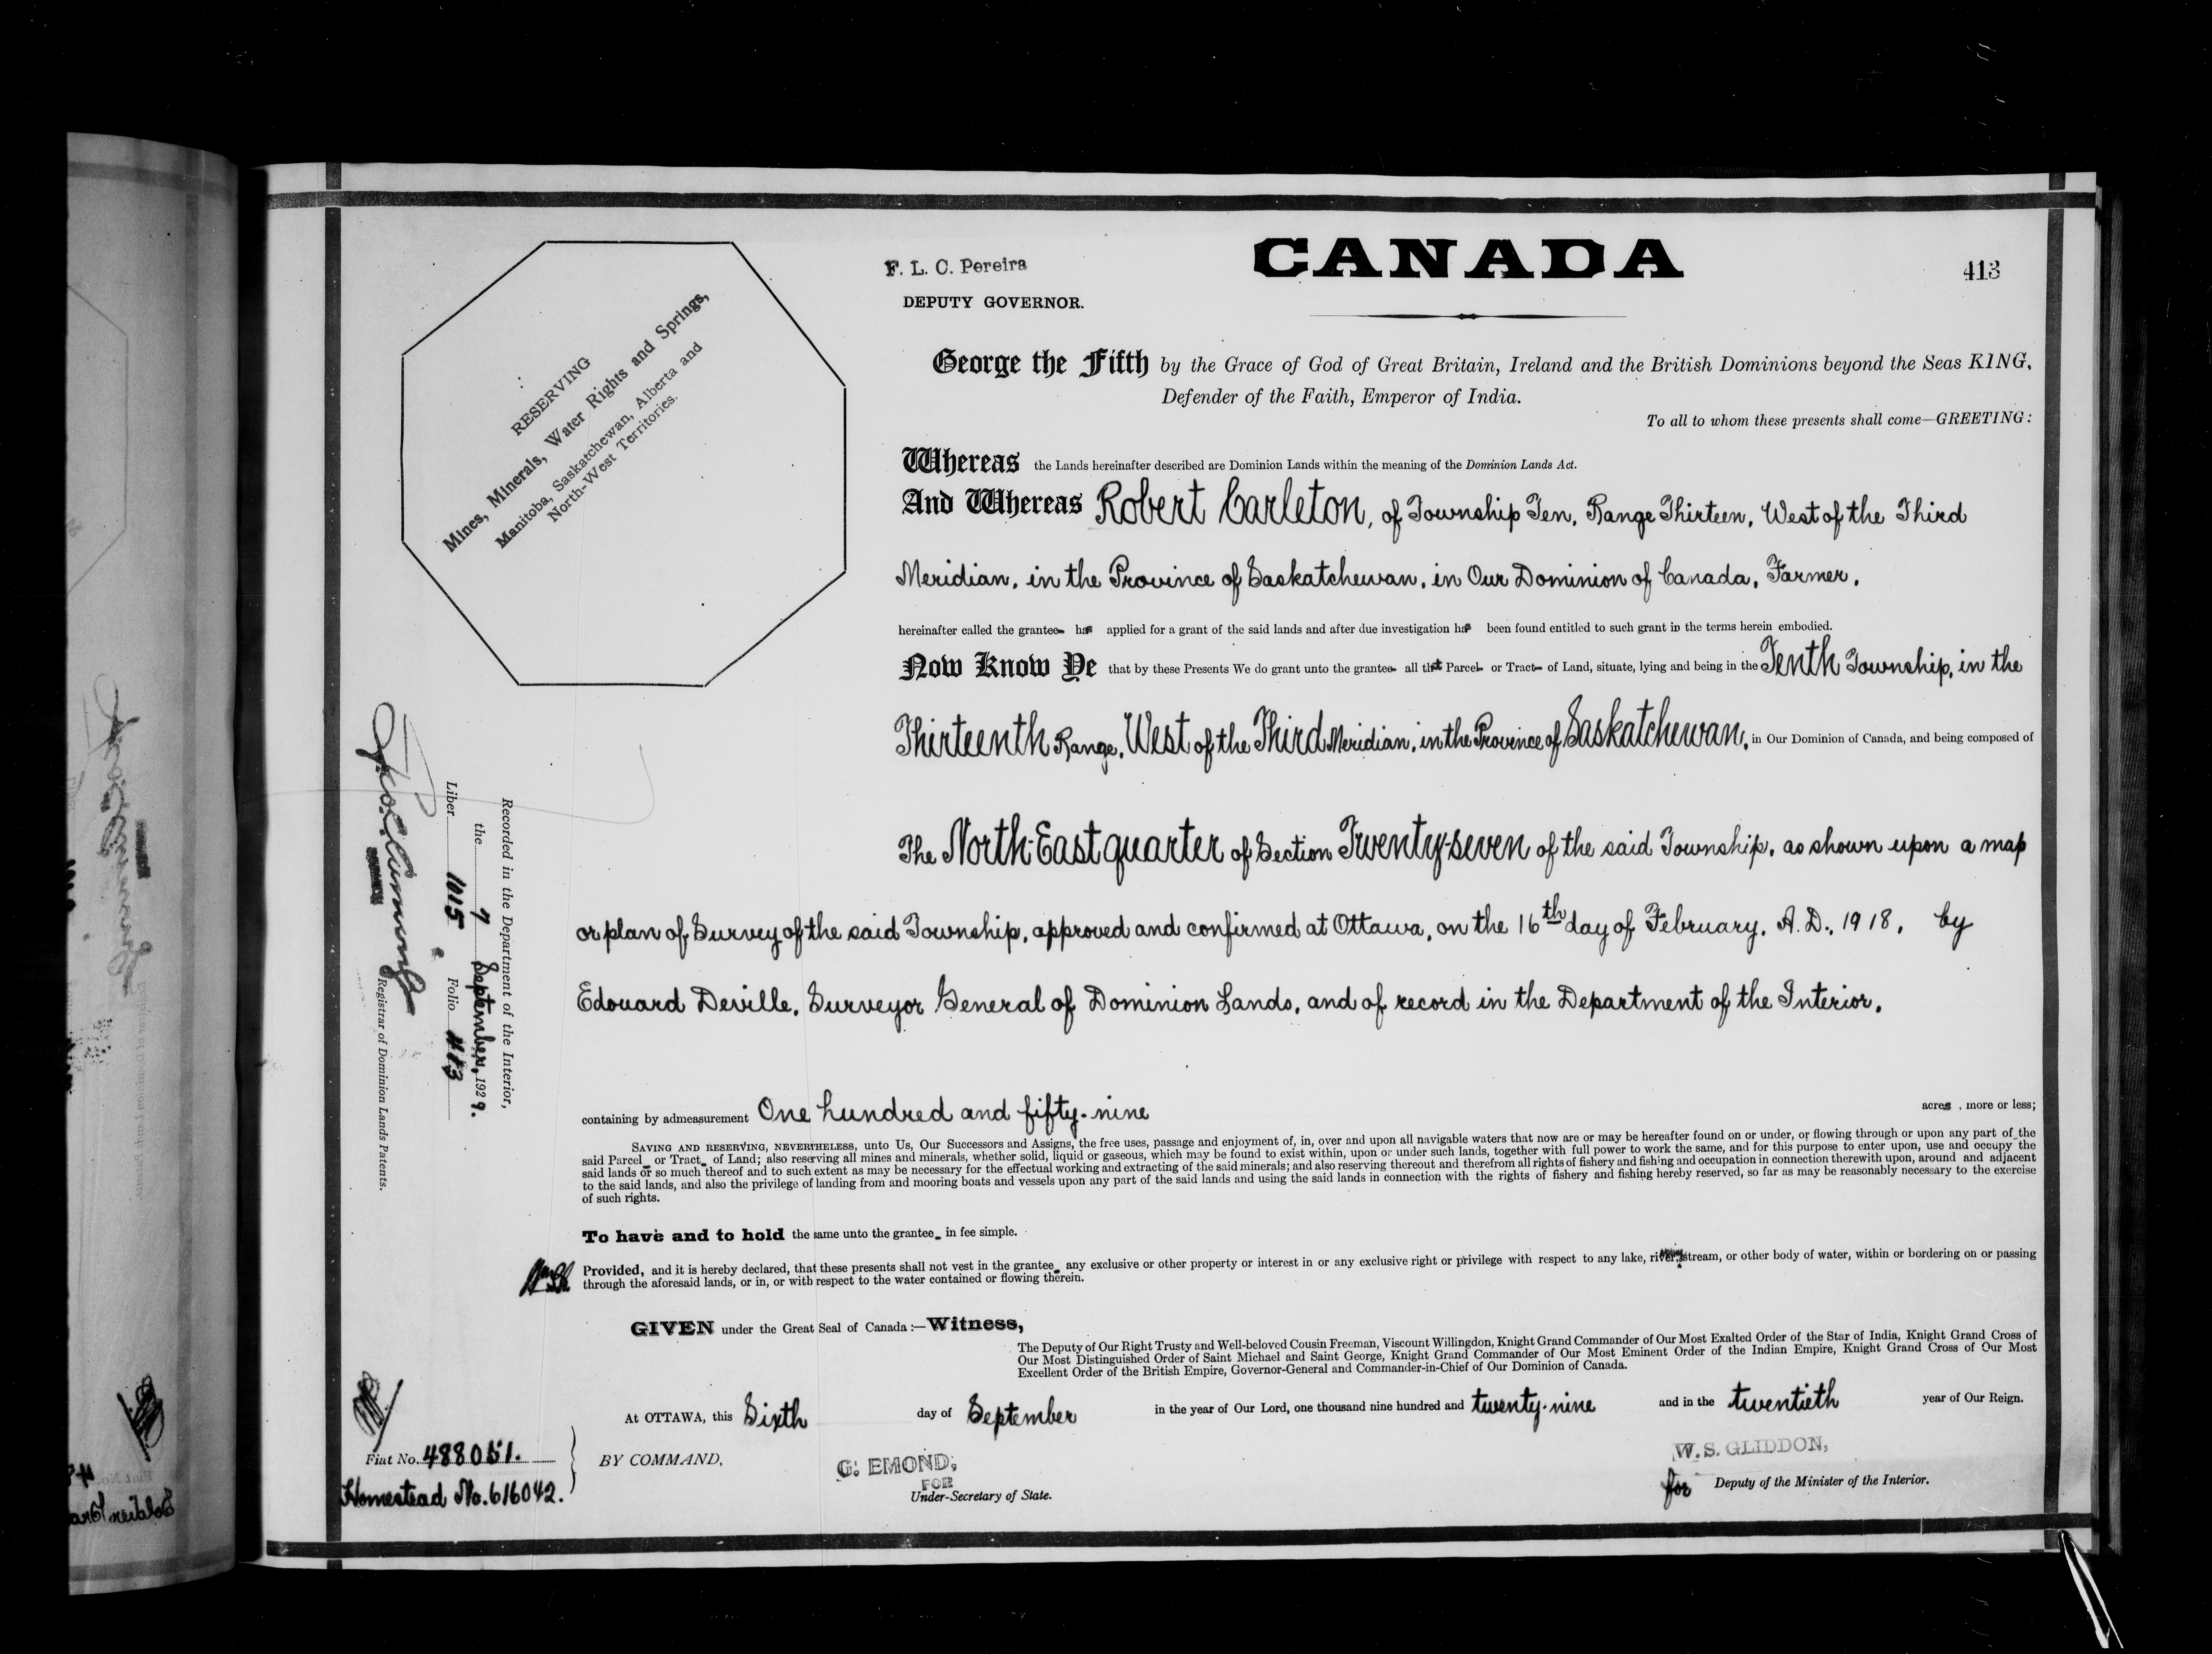 CANADA
413
F. L. C. Pereira
DEPUTY GOVERNOR.
RESERVING
Mines, Minerals, Water Rights and Springs,
Manitoba, Saskatchewan, Alberta and
North-West Territories.
George the Fifth by the Grace of God of Great Britain, Ireland and the British Dominions beyond the Seas KING,
Defender of the Faith, Emperor of India.
To all to whom these presents shall come—GREETING:
Whereas the Lands hereinafter described are Dominion Lands within the meaning of the Dominion Lands Act.
And Whereas Robert Carleton, of Township Ten, Range Thirteen, West of the Third
Meridian, in the Province of Saskatchewan, in Our Dominion of Canada, Farmer,
hereinafter called the grantee has applied for a grant of the said lands and after due investigation has been found entitled to such grant in the terms herein embodied.
Now Know Ye that by these Presents We do grant unto the grantee all that Parcel or Tract of Land, situate, lying and being in the Tenth Township, in the
Thirteenth Range, West of the Third Meridian, in the Province of Saskatchewan, in Our Dominion of Canada, and being composed of
The North-East quarter of Section Twenty-seven of the said Township, as shown upon a map
or plan of Survey of the said Township, approved and confirmed at Ottawa, on the 16th day of February, A.D., 1918, by
Edouard Deville, Surveyor General of Dominion Lands, and of record in the Department of the Interior,
containing by admeasurement One hundred and fifty-nine acres, more or less;
SAVING AND RESERVING, NEVERTHELESS, unto Us, Our Successors and Assigns, the free uses, passage and enjoyment of, in, over and upon all navigable waters that now are or may be hereafter found on or under, or flowing through or upon any part of the
said Parcel or Tract of Land; also reserving all mines and minerals, whether solid, liquid or gaseous, which may be found to exist within, upon or under such lands, together with full power to work the same, and for this purpose to enter upon, use and occupy the
said lands or so much thereof and to such extent as may be necessary for the effectual working and extracting of the said minerals; and also reserving thereout and therefrom all rights of fishery and fishing and occupation in connection therewith upon, around and adjacent
to the said lands, and also the privilege of landing from and mooring boats and vessels upon any part of the said lands and using the said lands in connection with the rights of fishery and fishing hereby reserved, so far as may be reasonably necessary to the exercise
of such rights.
To have and to hold the same unto the grantee in fee simple.
Provided, and it is hereby declared, that these presents shall not vest in the grantee any exclusive or other property or interest in or any exclusive right or privilege with respect to any lake, river, stream, or other body of water, within or bordering on or passing
through the aforesaid lands, or in, or with respect to the water contained or flowing therein.
GIVEN under the Great Seal of Canada:—Witness,
The Deputy of Our Right Trusty and Well-beloved Cousin Freeman, Viscount Willingdon, Knight Grand Commander of Our Most Exalted Order of the Star of India, Knight Grand Cross of
Our Most Distinguished Order of Saint Michael and Saint George, Knight Grand Commander of Our Most Eminent Order of the Indian Empire, Knight Grand Cross of Our Most
Excellent Order of the British Empire, Governor-General and Commander-in-Chief of Our Dominion of Canada.
At OTTAWA, this Sixth day of September in the year of Our Lord, one thousand nine hundred and twenty-nine and in the twentieth year of Our Reign.
BY COMMAND,
G. EMOND,
FOR
Under-Secretary of State.
W. S. GLIDDON,
for Deputy of the Minister of the Interior.
Fiat No. 488051.
Homestead No. 616042.
Recorded in the Department of the Interior,
the 7 September, 1929.
Liber 1015 Folio 413
Registrar of Dominion Lands Patents.